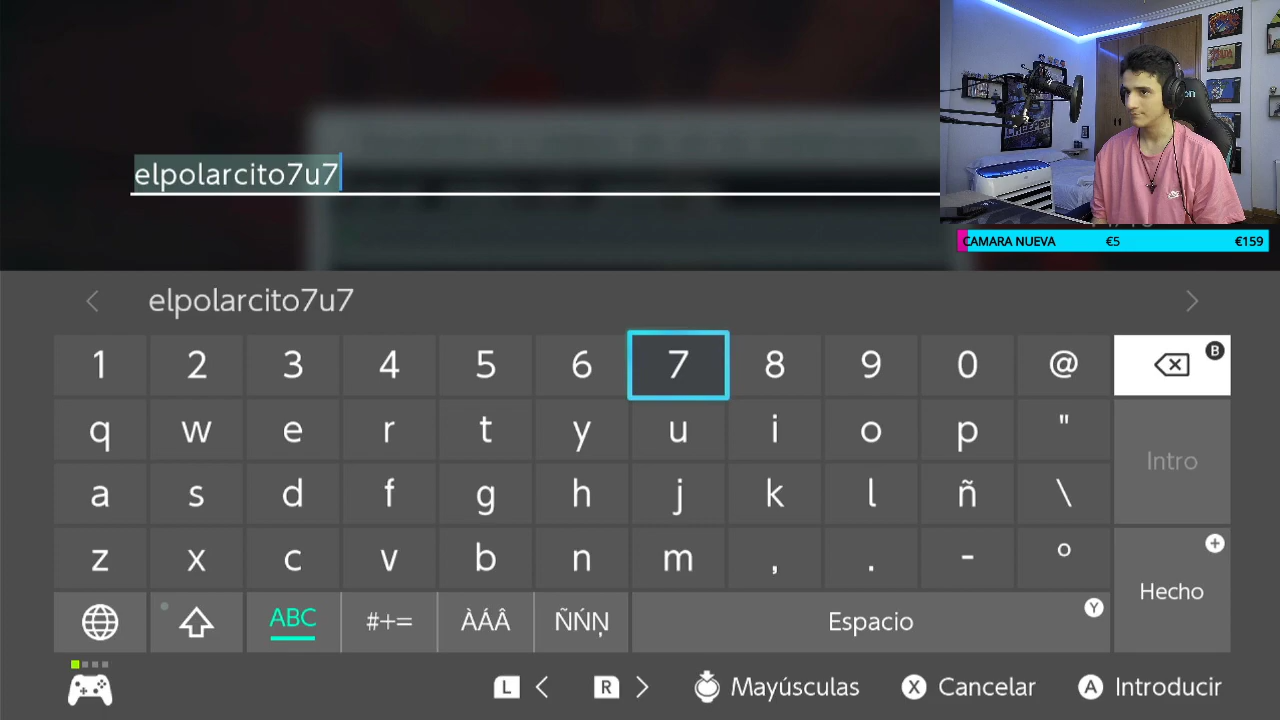 elpolarcito7u7
CREEPER
CAMARA NUEVA €5 €159
elpolarcito7u7
1 2 3 4 5 6 7 8 9 0 @ B
q w e r t y u i o p "
Intro
a s d f g h j k l ñ \
z x c v b n m , . - º
+
Hecho
ABC #+= ÀÁÂ ÑŃŅ Espacio Y
L R Mayúsculas X Cancelar A Introducir